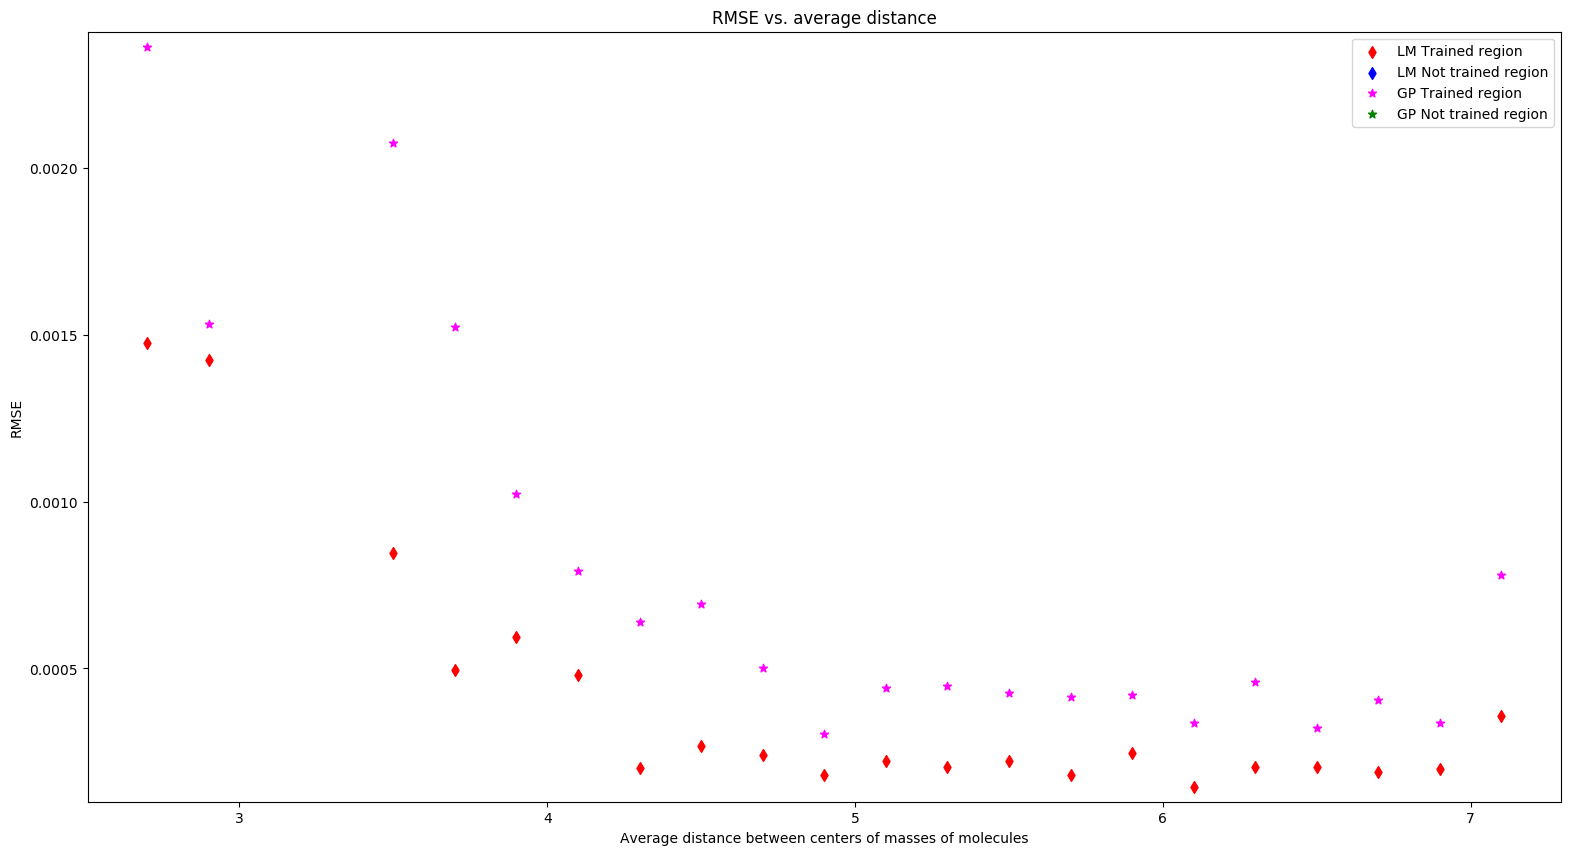 RMSE vs. average distance
LM Trained region
LM Not trained region
GP Trained region
GP Not trained region
RMSE
0.0020
0.0015
0.0010
0.0005
3 4 5 6 7
Average distance between centers of masses of molecules